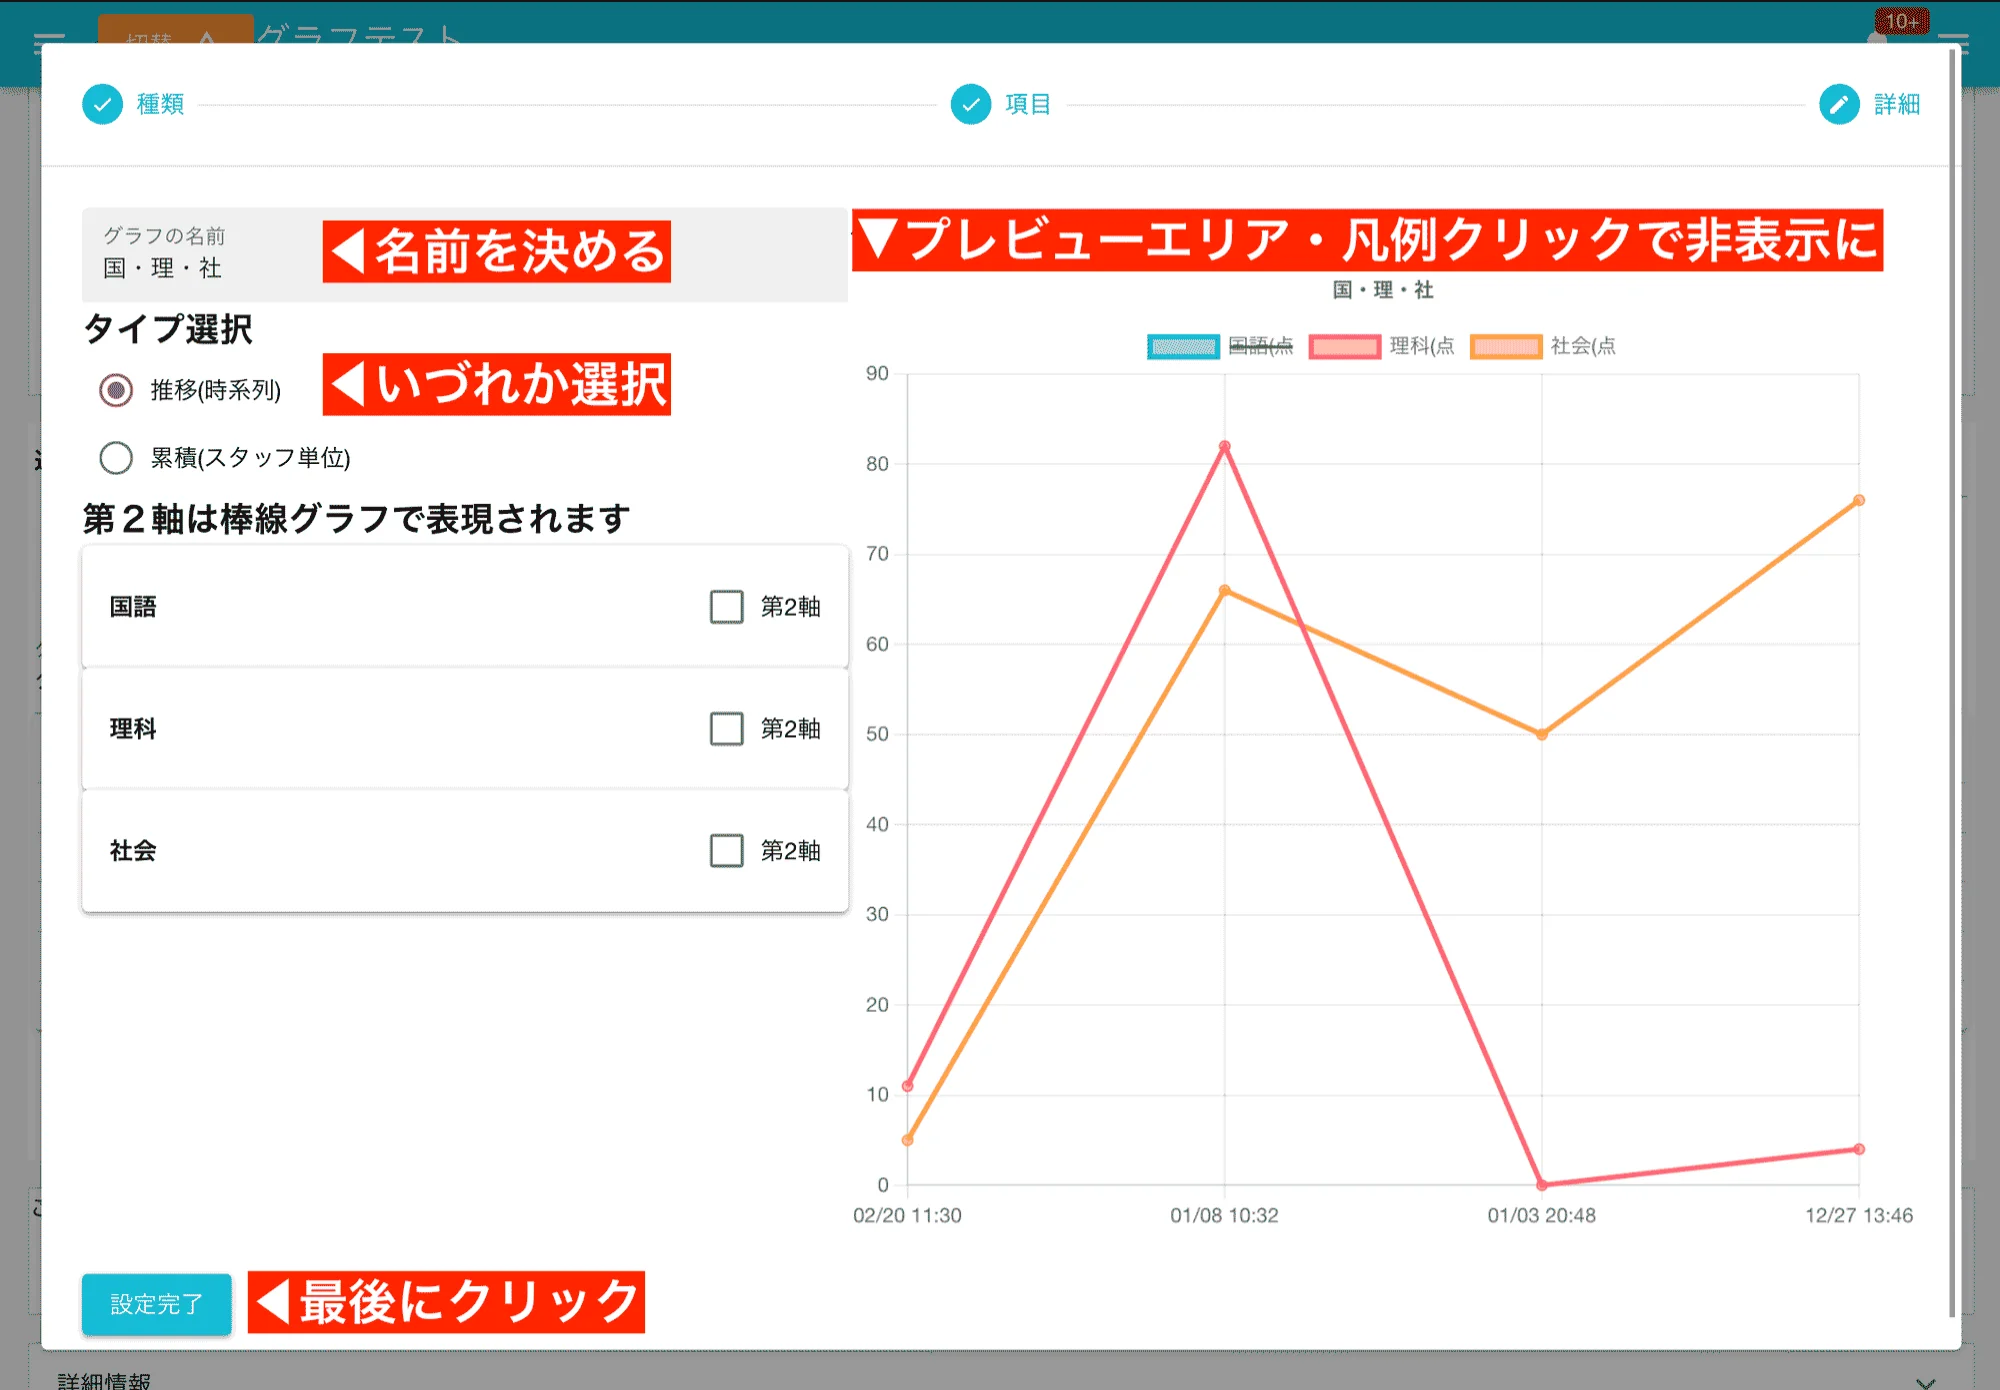 切替
グラフテスト
10+
種類
項目
詳細
グラフの名前
国・理・社
◀名前を決める
タイプ選択
推移(時系列)
◀いづれか選択
累積(スタッフ単位)
第２軸は棒線グラフで表現されます
国語
第2軸
理科
第2軸
社会
第2軸
▼プレビューエリア・凡例クリックで非表示に
国・理・社
国語(点 理科(点 社会(点
90
80
70
60
50
40
30
20
10
0
02/20 11:30 01/08 10:32 01/03 20:48 12/27 13:46
設定完了
◀最後にクリック
詳細情報